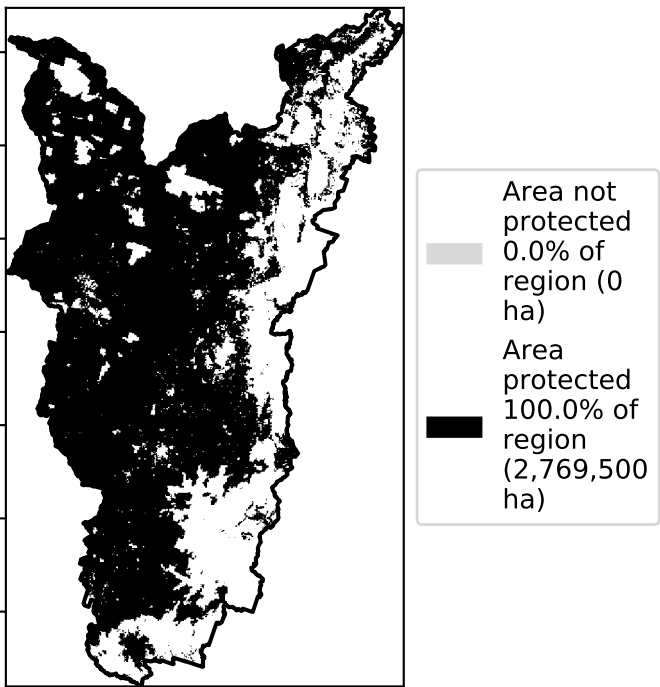 Area not
protected
0.0% of
region (0
ha)
Area
protected
100.0% of
region
(2,769,500
ha)